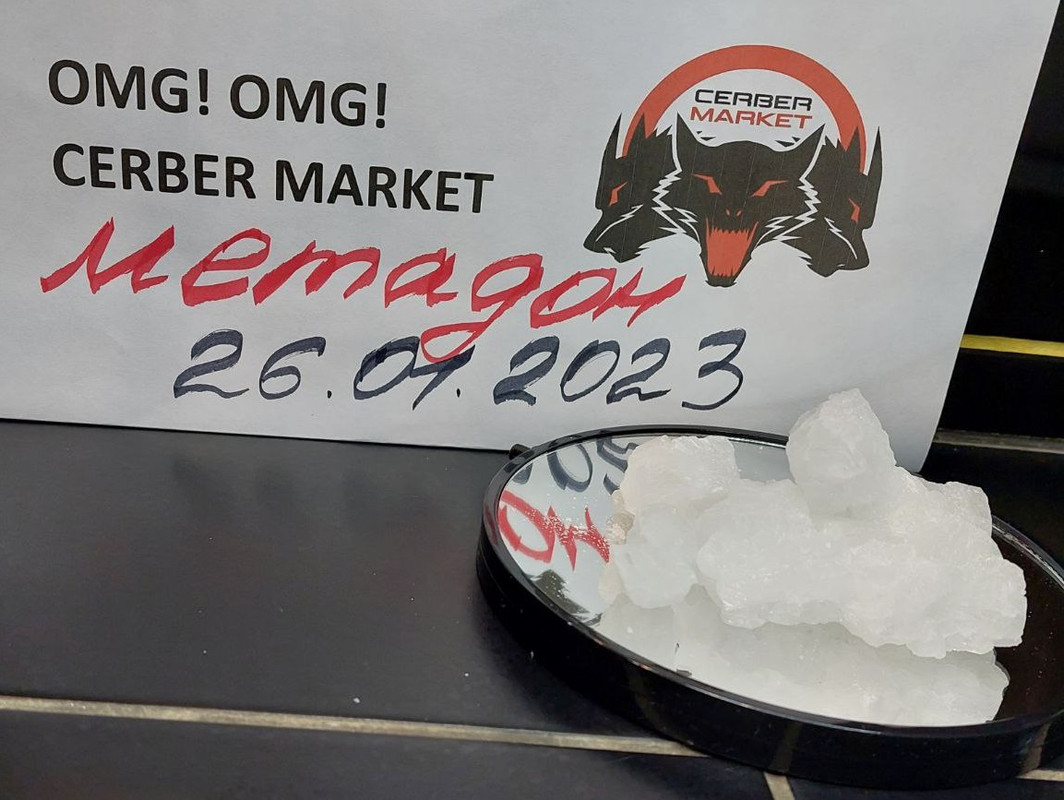 OMG! OMG!
CERBER MARKET
CERBER
MARKET
Метадон
26.07.2023